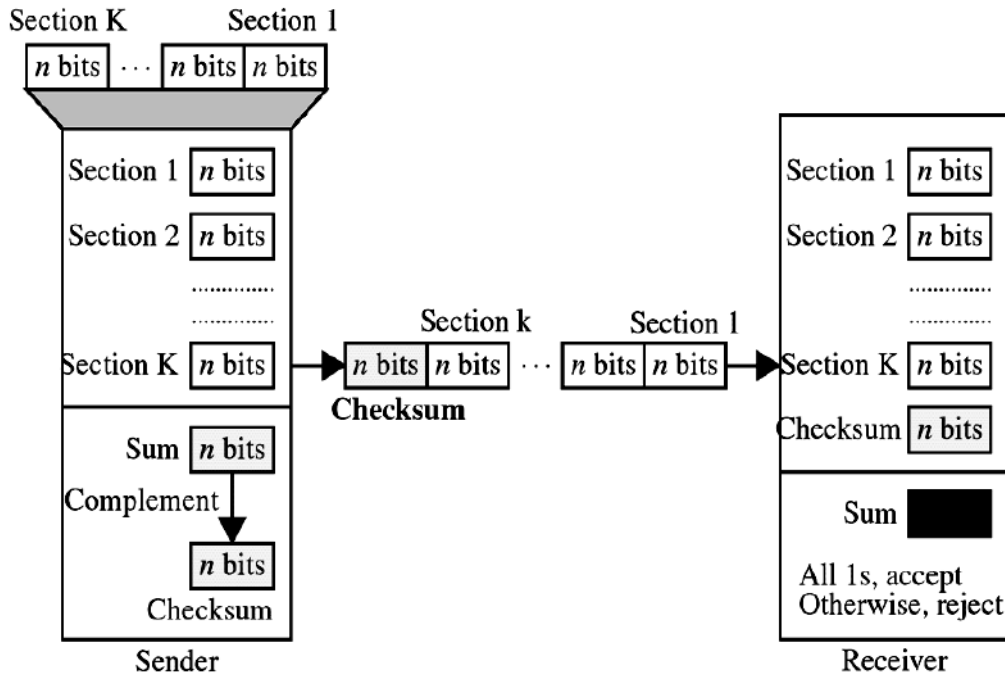 Section K Section 1
n bits ... n bits n bits
Section 1 n bits
Section 2 n bits
Section K n bits
Sum n bits
Complement
n bits
Checksum
Sender
Section k Section 1
n bits n bits ... n bits n bits
Checksum
Section 1 n bits
Section 2 n bits
Section K n bits
Checksum n bits
Sum
All 1s, accept
Otherwise, reject
Receiver